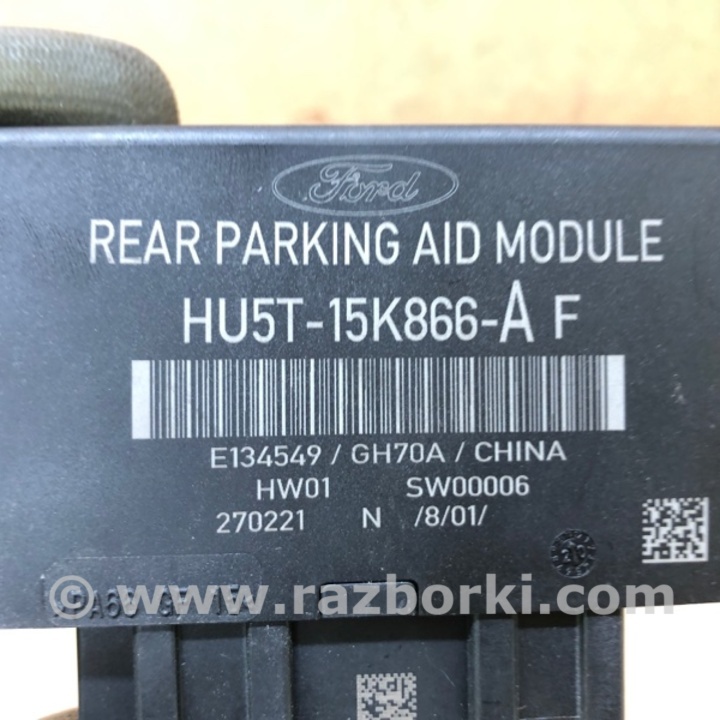 Ford
REAR PARKING AID MODULE
HU5T-15K866-A F
E134549 / GH70A / CHINA
HW01 SW00006
270221 N /8/01/
© www.razborki.com